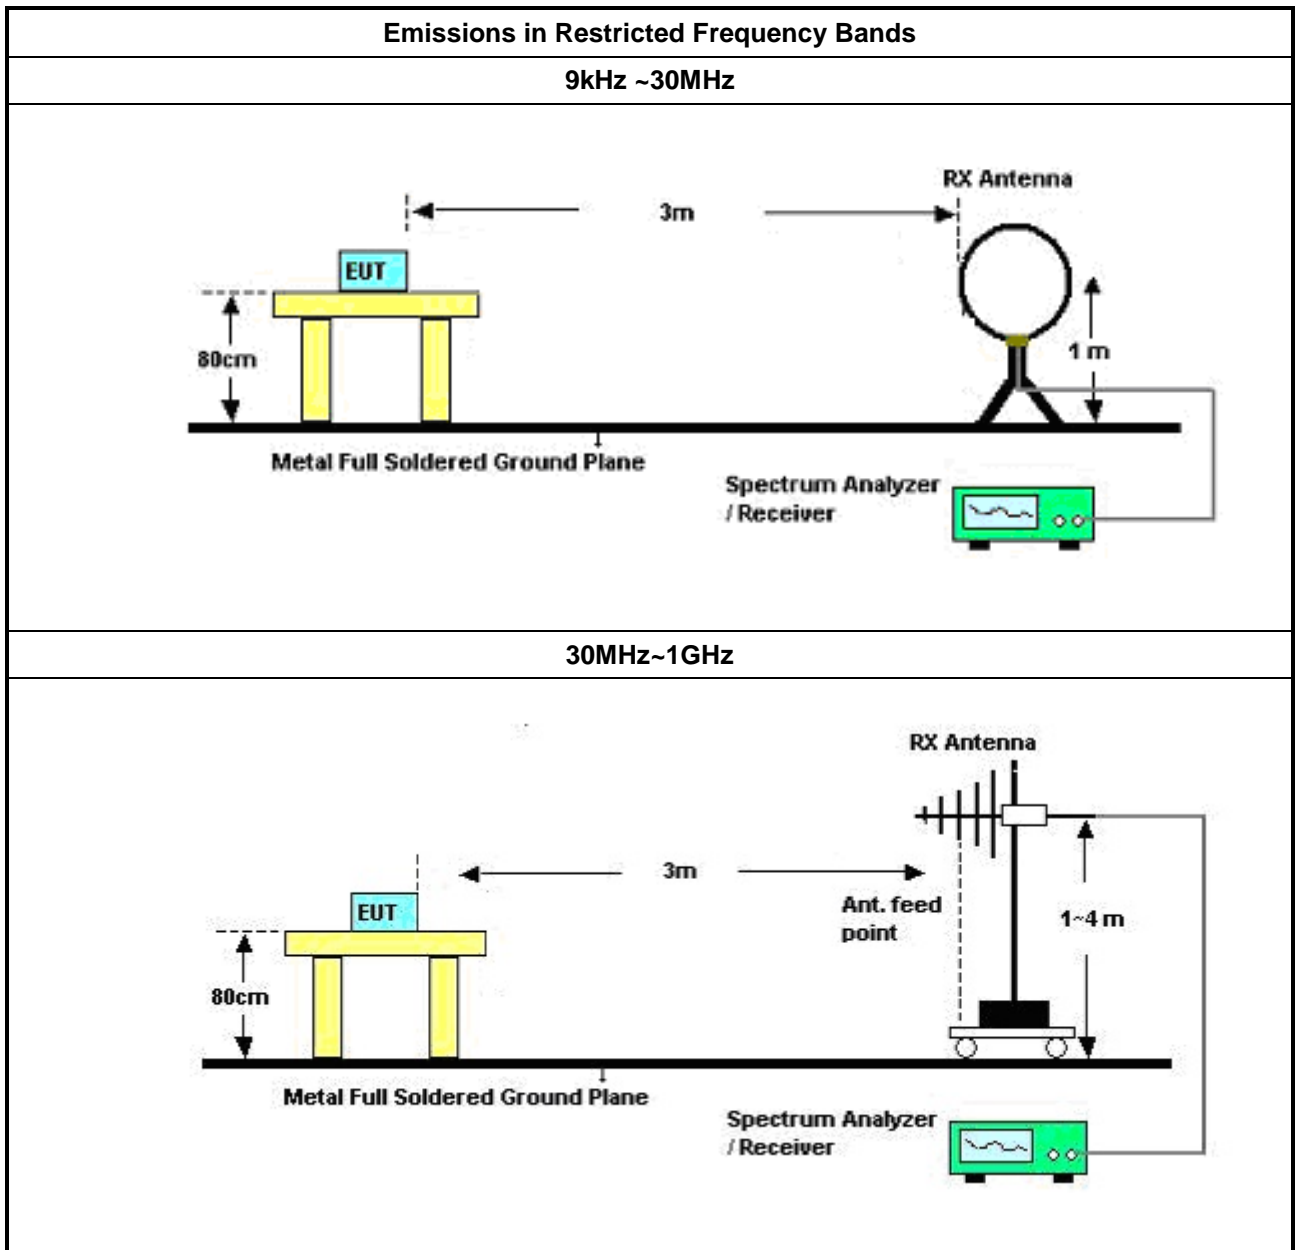 Emissions in Restricted Frequency Bands
9kHz ~30MHz
RX Antenna
3m
EUT
80cm
1 m
Metal Full Soldered Ground Plane
Spectrum Analyzer
/ Receiver
30MHz~1GHz
RX Antenna
3m
EUT
Ant. feed
point
1~4 m
80cm
Metal Full Soldered Ground Plane
Spectrum Analyzer
/ Receiver